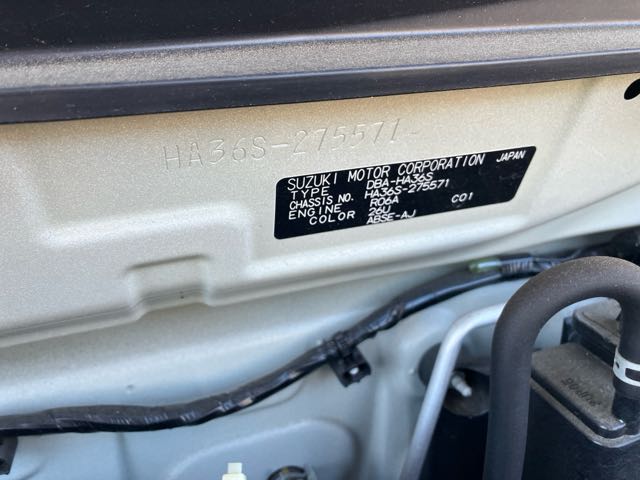 HA36S-275571
SUZUKI MOTOR CORPORATION JAPAN
TYPE DBA-HA36S
CHASSIS NO. HA36S-275571
ENGINE R06A C01
COLOR 26U
ABSE-AJ